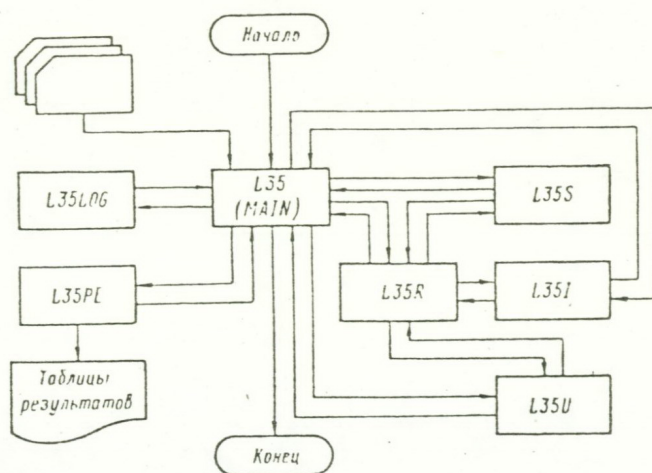 Начало
L35
(MAIN)
L35LOG
L35S
L35PE
L35R
L35I
Таблицы
результатов
L35U
Конец